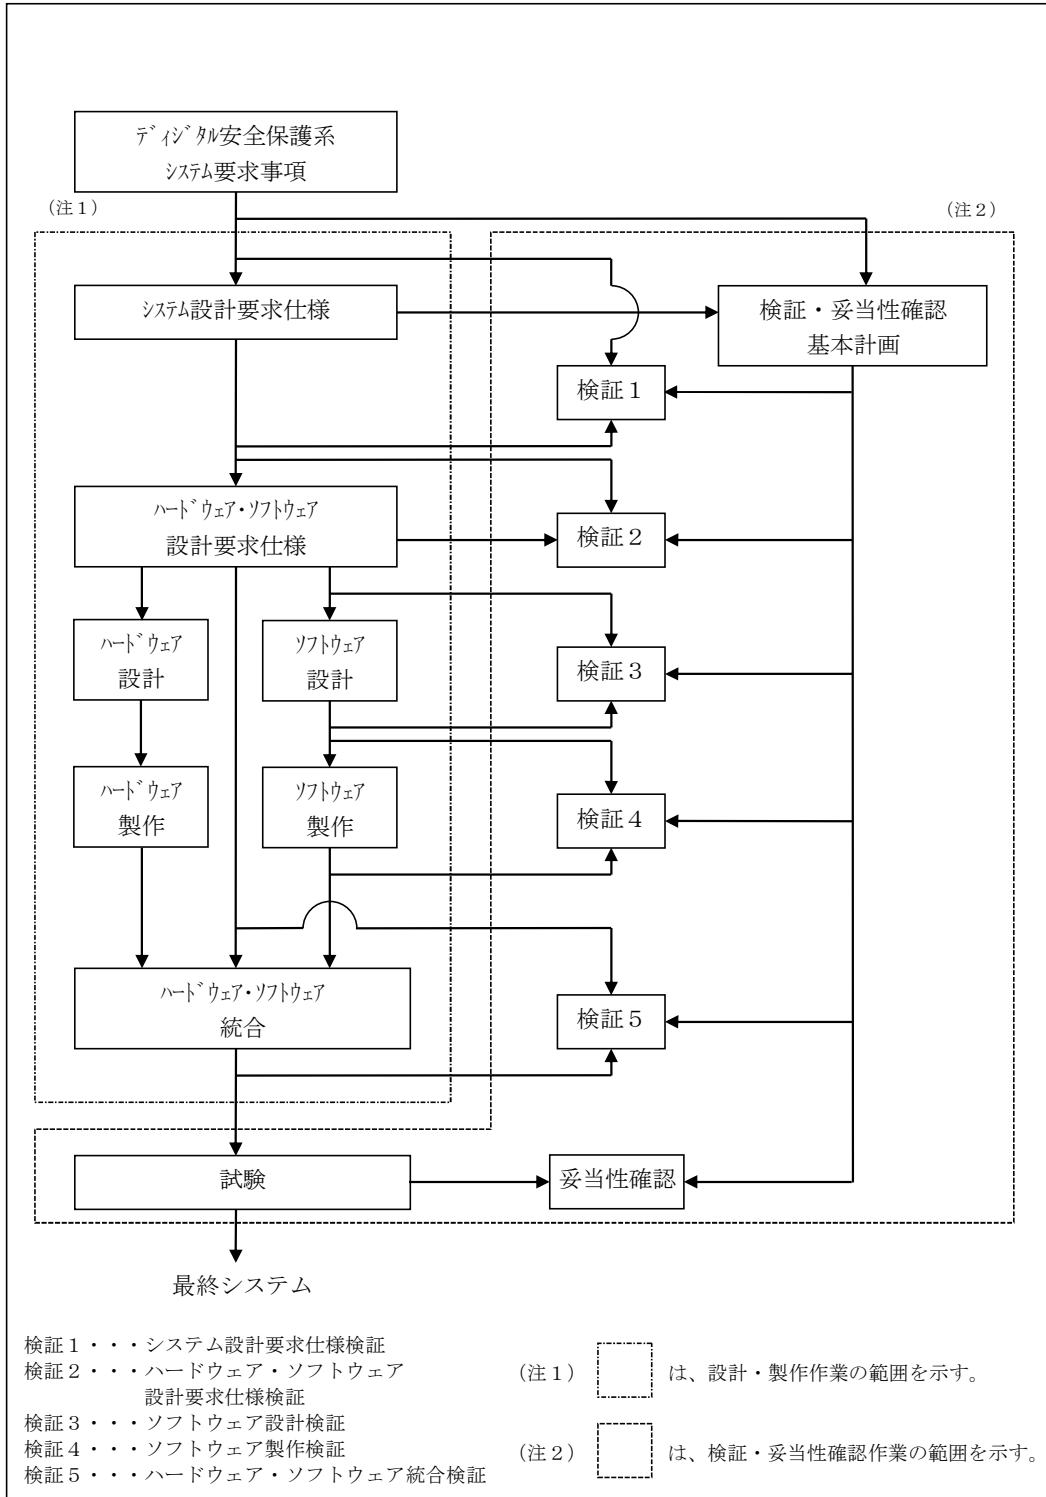 ﾃﾞｨｼﾞﾀﾙ安全保護系
ｼｽﾃﾑ要求事項
（注１）
（注２）
ｼｽﾃﾑ設計要求仕様
検証・妥当性確認
基本計画
検証１
ﾊｰﾄﾞｳｪｱ・ｿﾌﾄｳｪｱ
設計要求仕様
検証２
ﾊｰﾄﾞｳｪｱ
設計
ｿﾌﾄｳｪｱ
設計
検証３
ﾊｰﾄﾞｳｪｱ
製作
ｿﾌﾄｳｪｱ
製作
検証４
ﾊｰﾄﾞｳｪｱ・ｿﾌﾄｳｪｱ
統合
検証５
試験
妥当性確認
最終システム
検証１・・・システム設計要求仕様検証
検証２・・・ハードウェア・ソフトウェア
設計要求仕様検証
検証３・・・ソフトウェア設計検証
検証４・・・ソフトウェア製作検証
検証５・・・ハードウェア・ソフトウェア統合検証
（注１） は、設計・製作作業の範囲を示す。
（注２） は、検証・妥当性確認作業の範囲を示す。